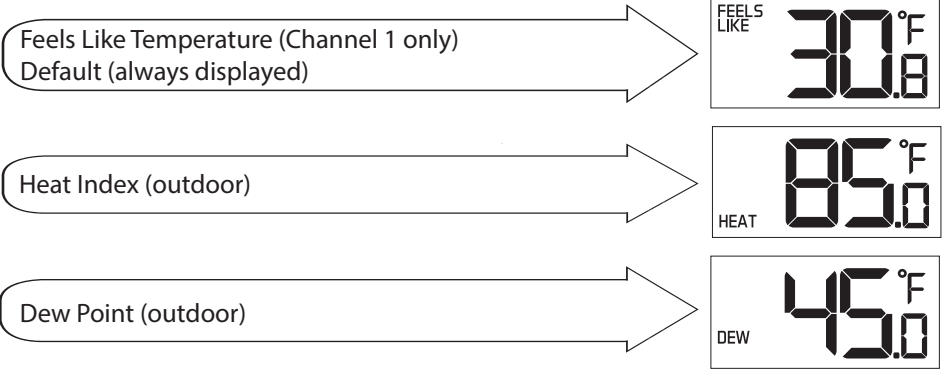 Feels Like Temperature (Channel 1 only)
Default (always displayed)
FEELS
LIKE
30.8 °F
Heat Index (outdoor)
HEAT
85.0 °F
Dew Point (outdoor)
DEW
45.0 °F